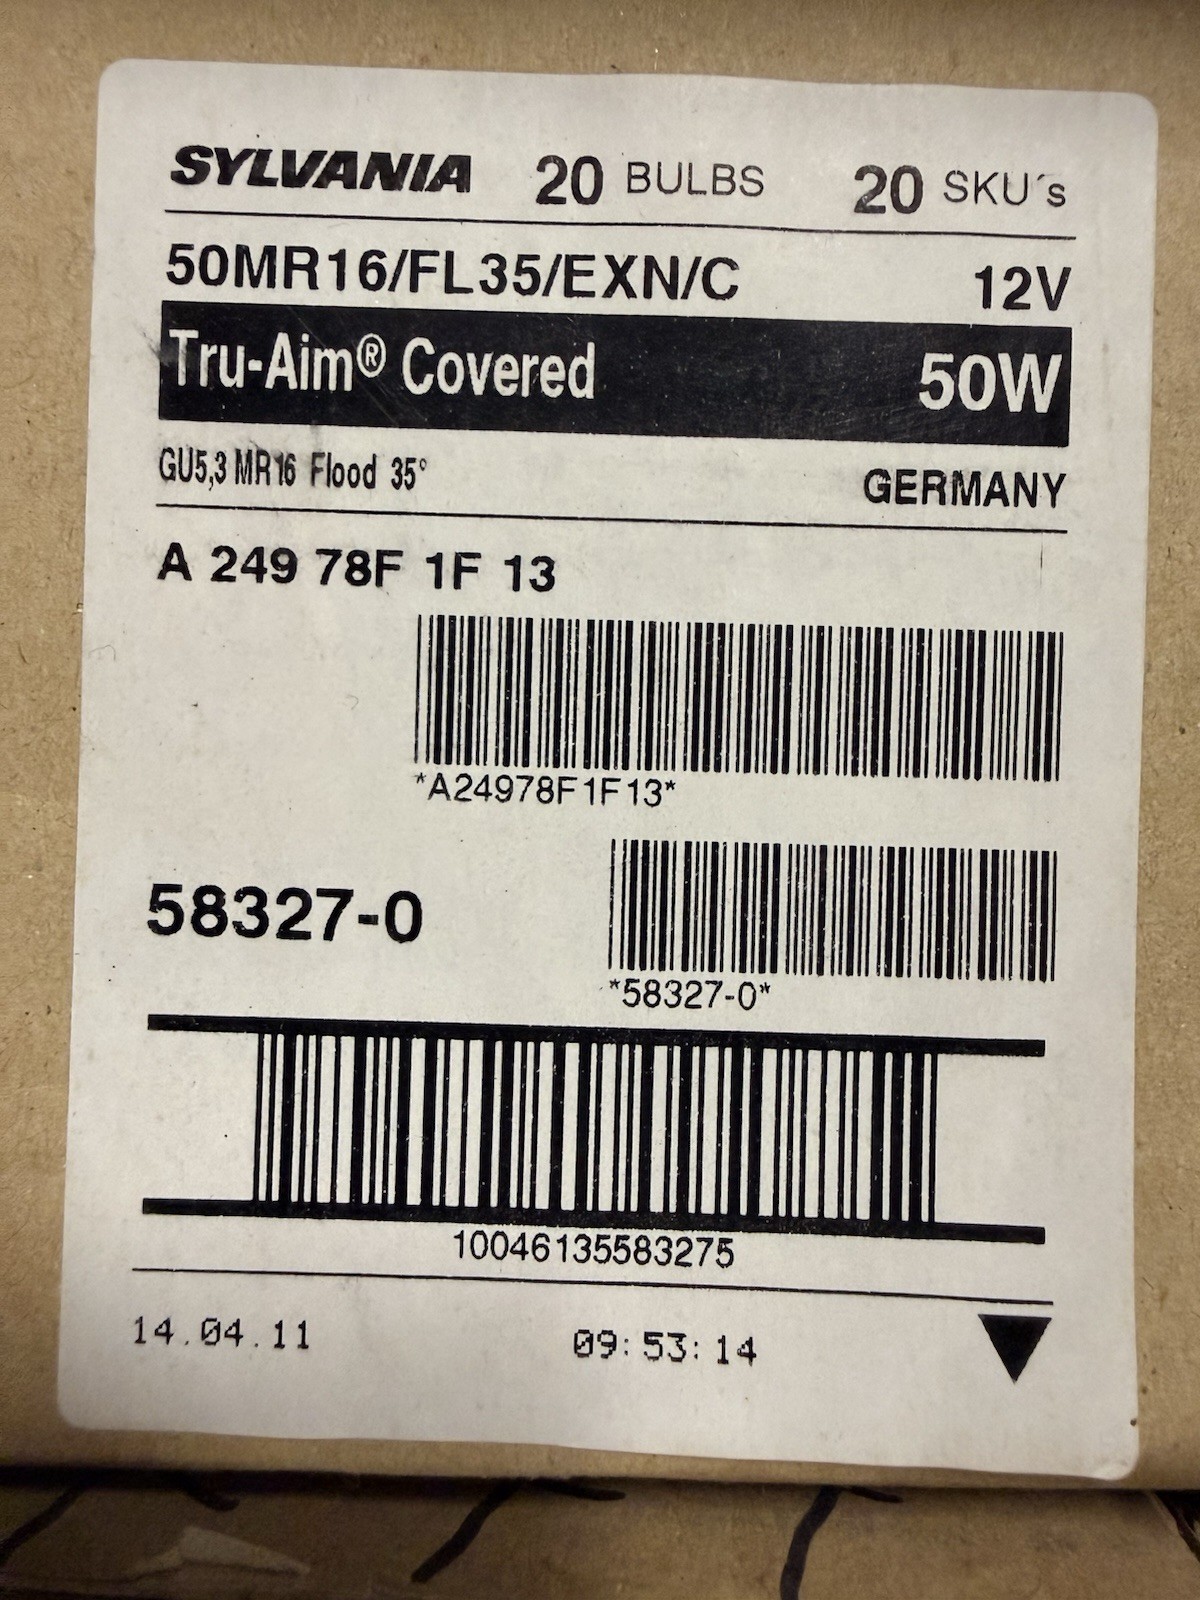 SYLVANIA 20 BULBS 20 SKU´s
50MR16/FL35/EXN/C 12V
Tru-Aim® Covered 50W
GU5,3 MR16 Flood 35° GERMANY
A 249 78F 1F 13
*A24978F1F13*
58327-0
*58327-0*
10046135583275
14.04.11 09:53:14